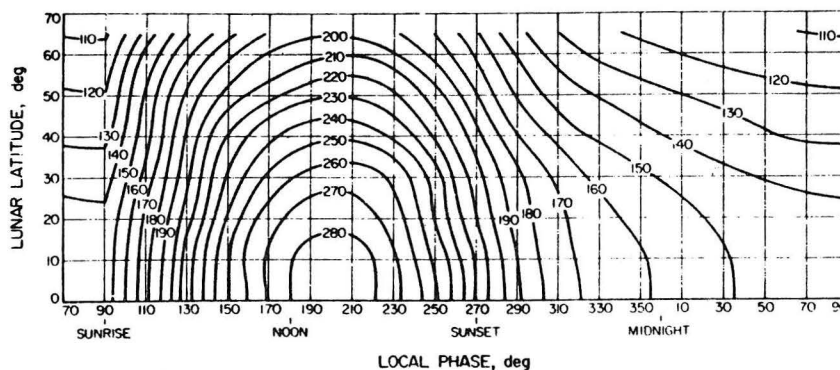 LUNAR LATITUDE, deg
70
200
110 110
60 210
220 120
120 50 230
130
240
130 40 250 140
140 260 150
150 30
160 270 160
170 170
180 20 190 180
190 280
10
0
70 90 110 130 150 170 190 210 230 250 270 290 310 330 350 10 30 50 70 90
SUNRISE NOON SUNSET MIDNIGHT
LOCAL PHASE, deg